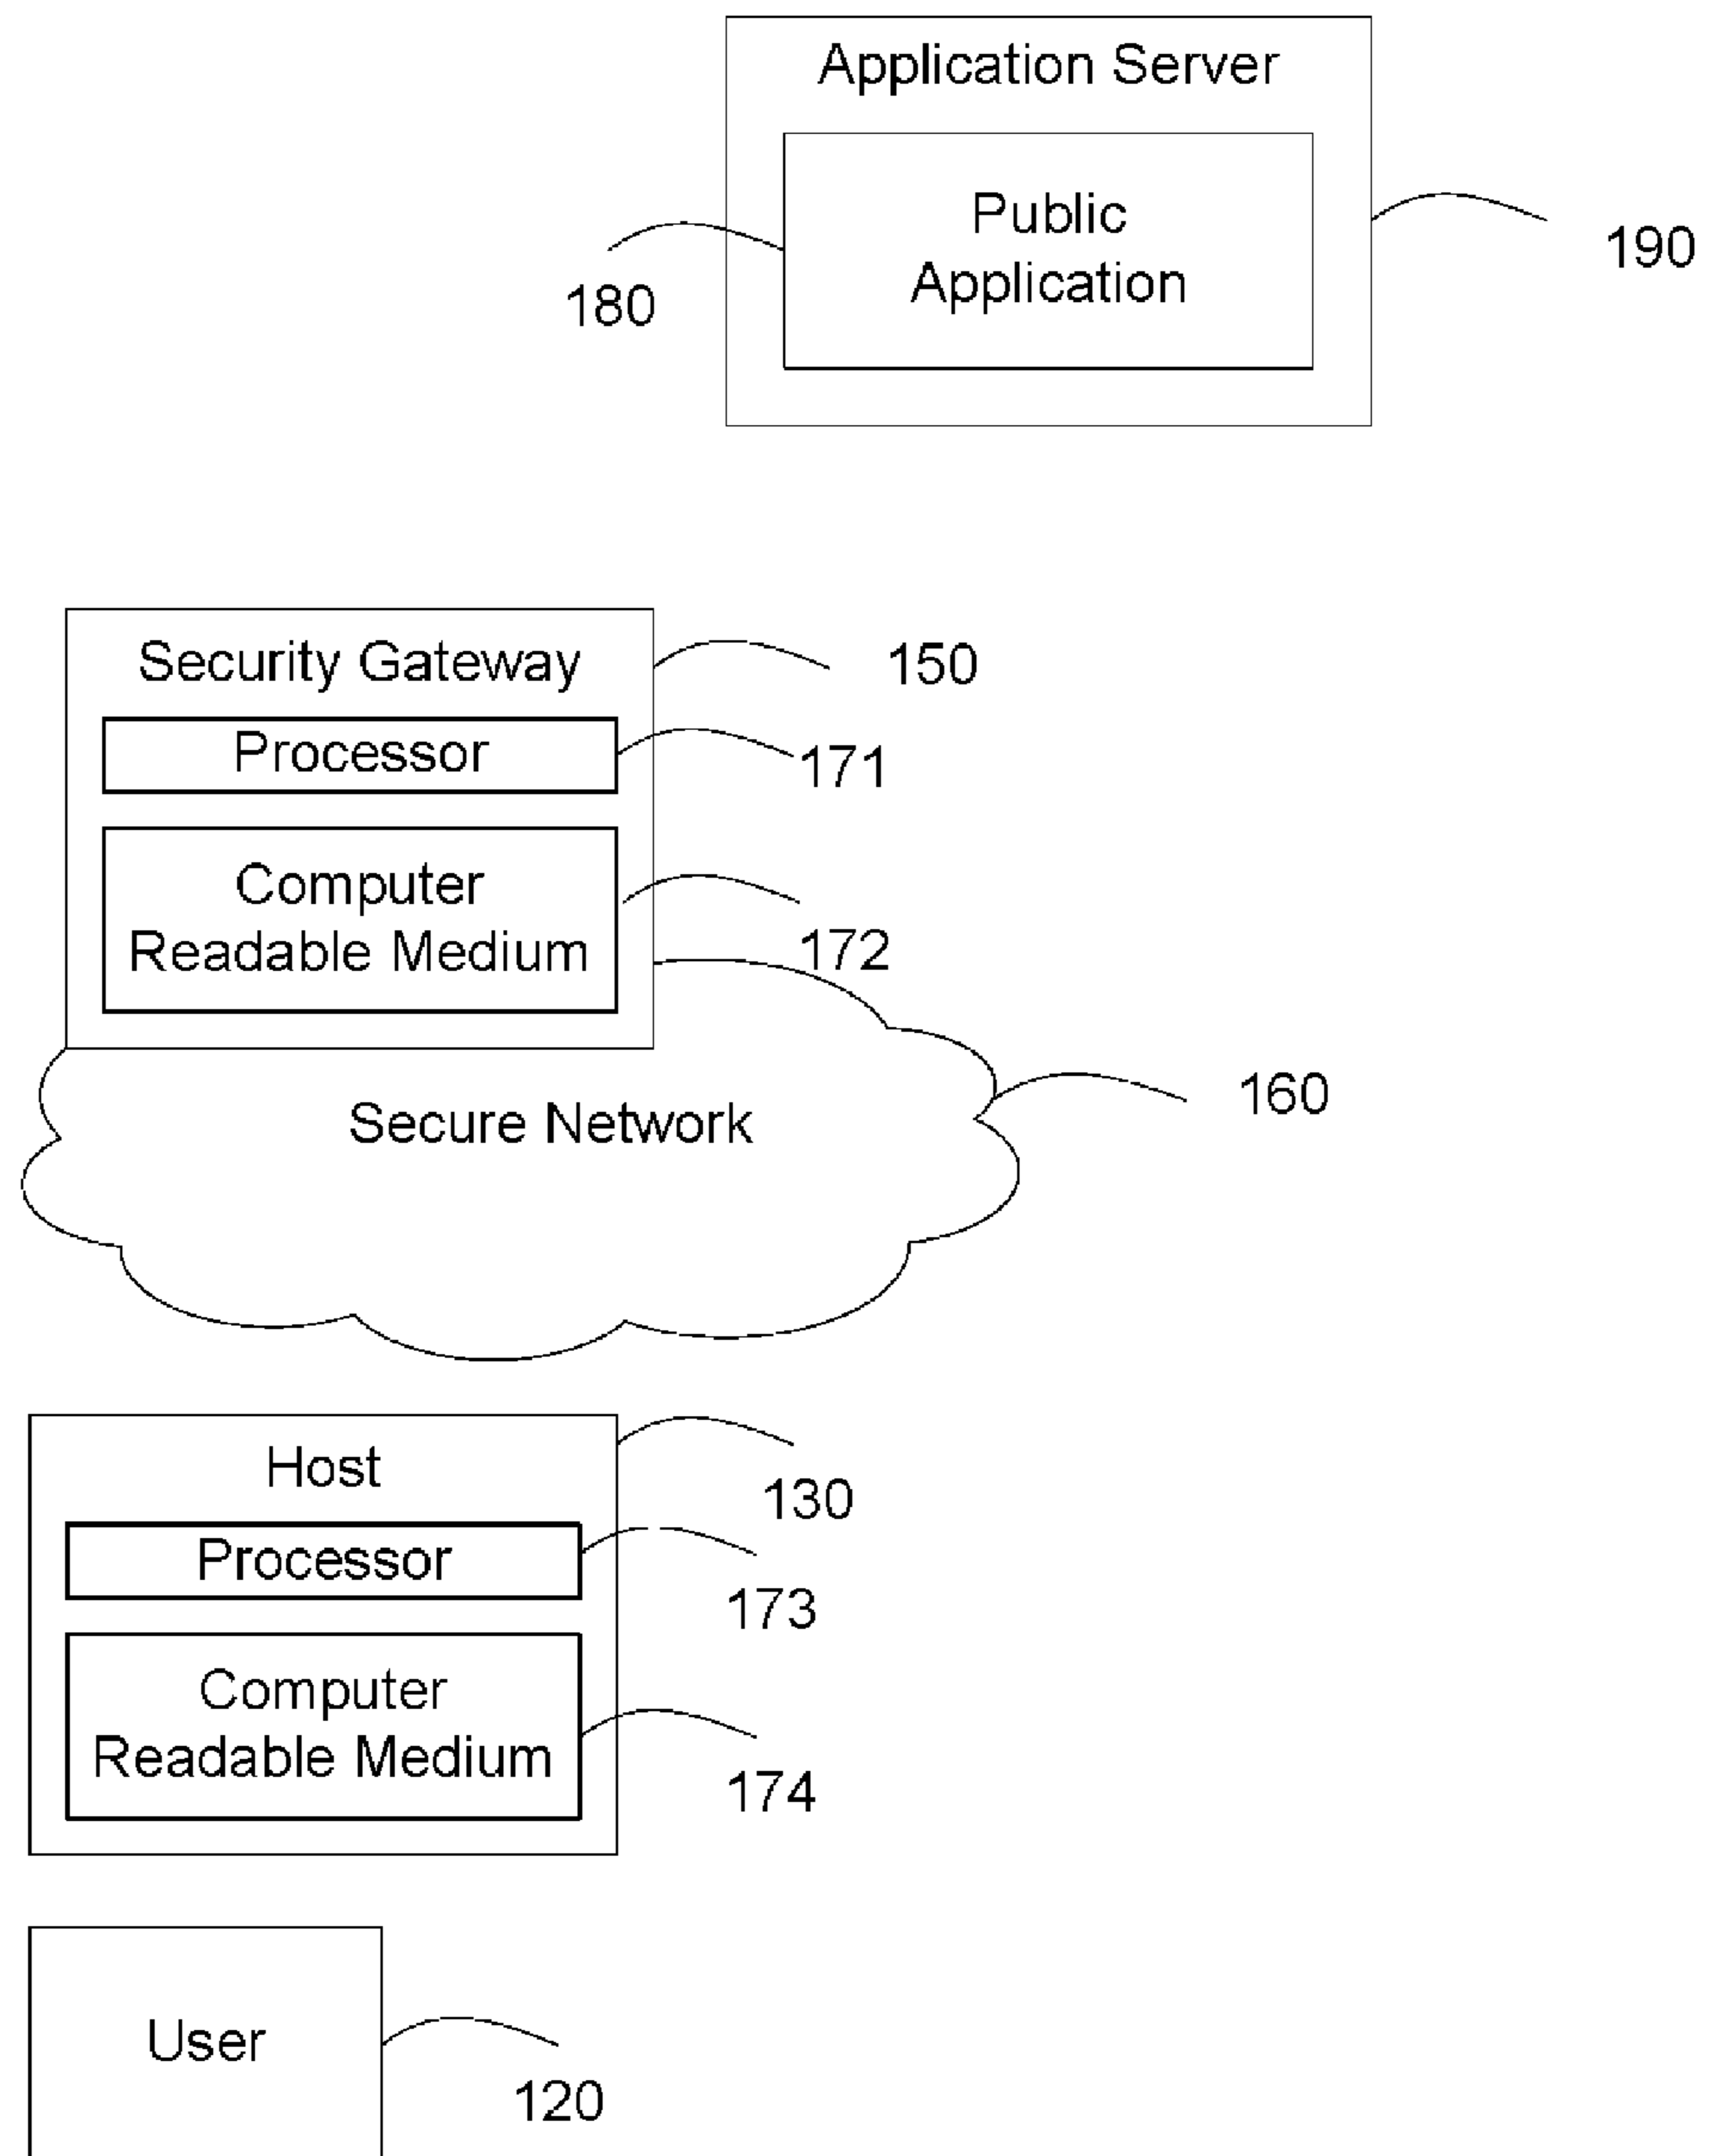 Application Server
Public
Application
180
190
Security Gateway
150
Processor
171
Computer
Readable Medium
172
Secure Network
160
Host
130
Processor
173
Computer
Readable Medium
174
User
120